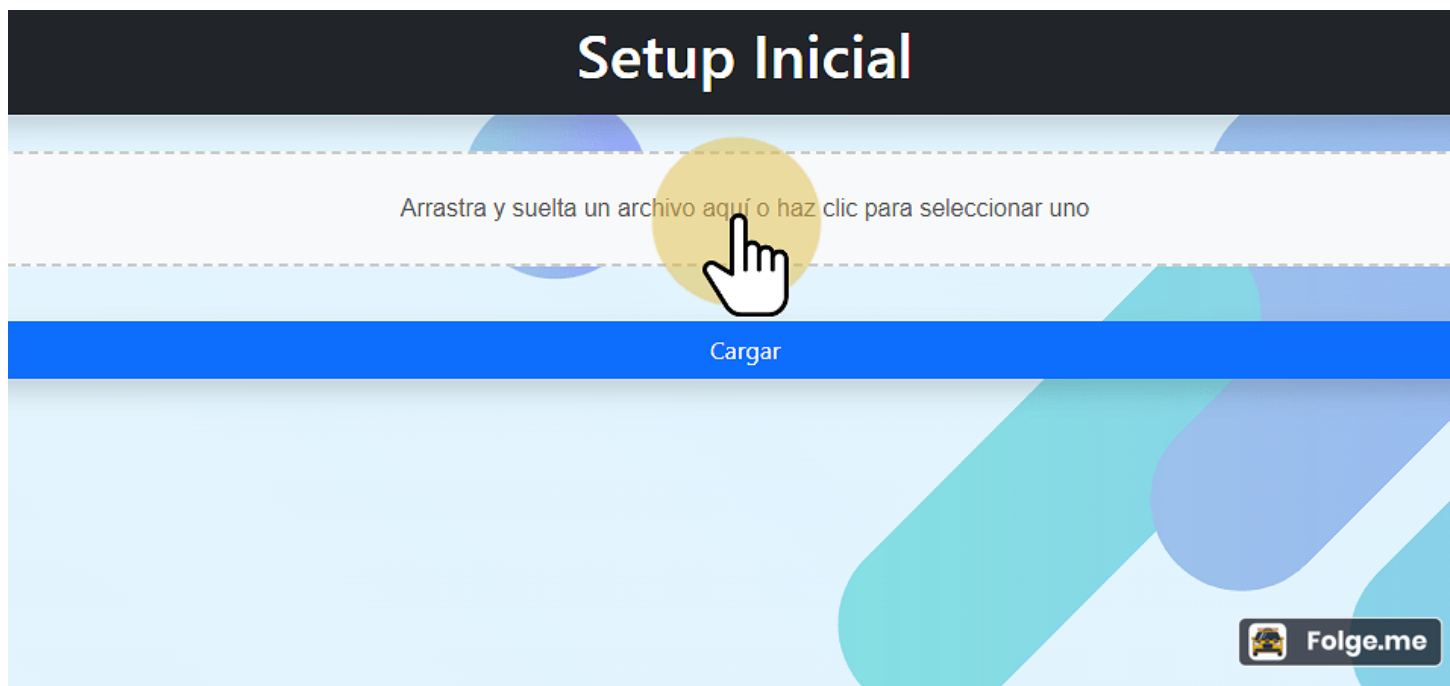 Setup Inicial
Arrastra y suelta un archivo aquí o haz clic para seleccionar uno
Cargar
Folge.me